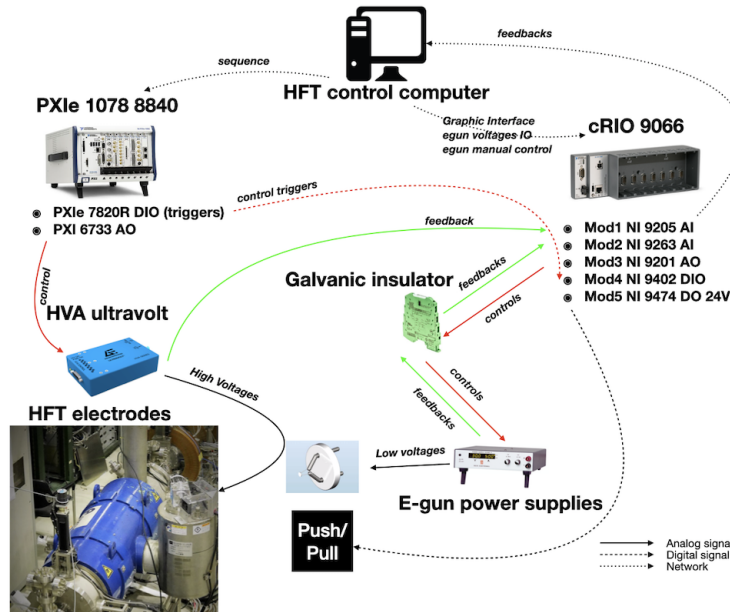 feedbacks
sequence
HFT control computer
PXIe 1078 8840
Graphic Interface
egun voltages IO
egun manual control
cRIO 9066
control triggers
PXIe 7820R DIO (triggers)
PXI 6733 AO
feedback
Mod1 NI 9205 AI
Mod2 NI 9263 AI
Mod3 NI 9201 AO
Mod4 NI 9402 DIO
Mod5 NI 9474 DO 24V
control
Galvanic insulator
feedbacks
controls
HVA ultravolt
High Voltages
controls
feedbacks
HFT electrodes
Low voltages
E-gun power supplies
Push/
Pull
Analog signal
Digital signal
Network